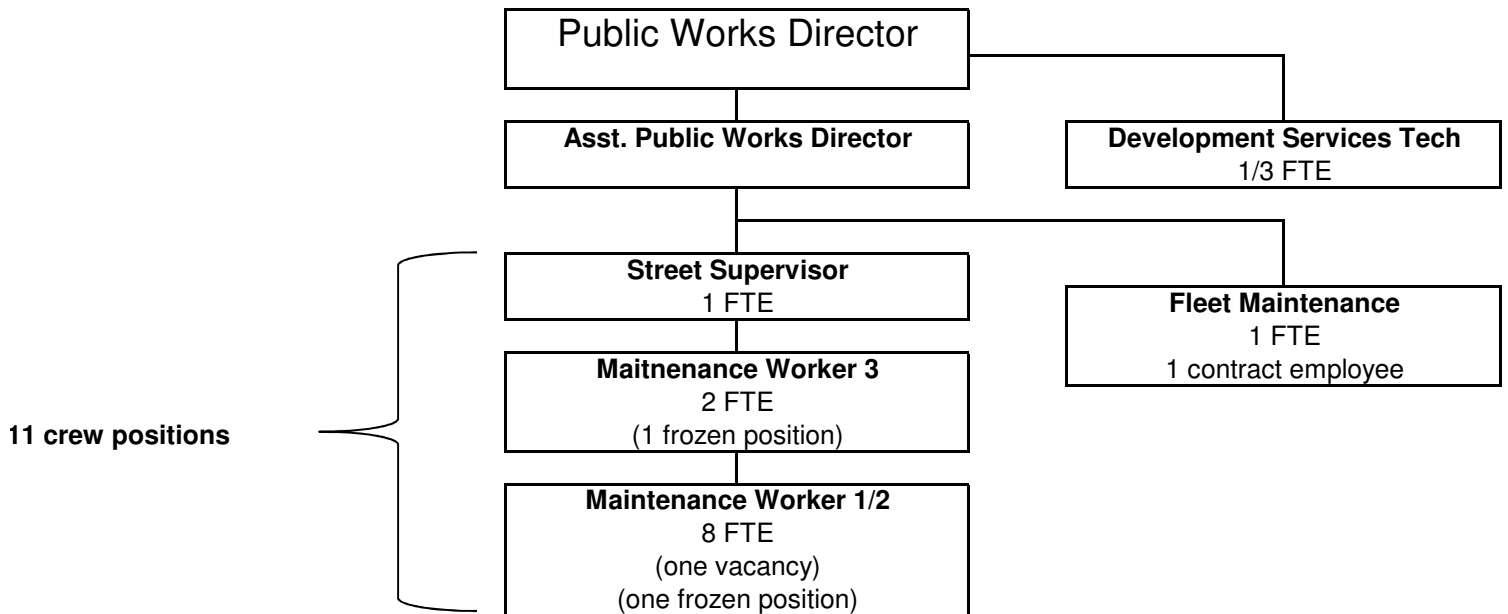 Public Works Director
Asst. Public Works Director
Development Services Tech
1/3 FTE
Street Supervisor
1 FTE
Fleet Maintenance
1 FTE
1 contract employee
Maitnenance Worker 3
2 FTE
(1 frozen position)
11 crew positions
Maintenance Worker 1/2
8 FTE
(one vacancy)
(one frozen position)